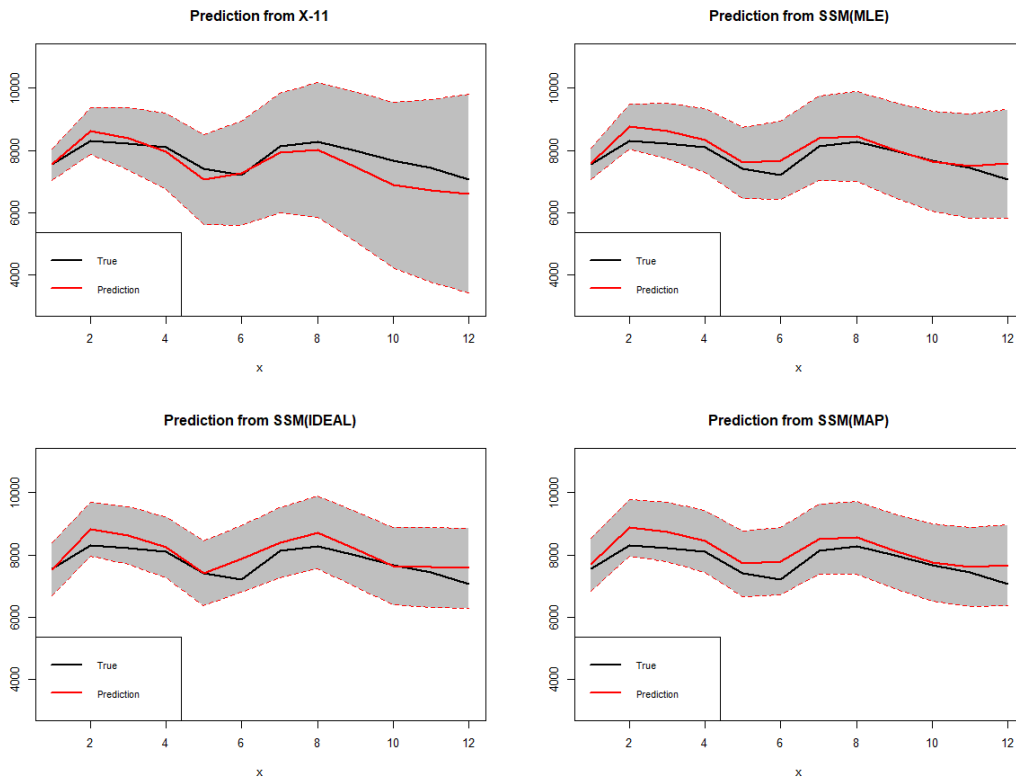 Prediction from X-11
10000
8000
6000
4000
True
Prediction
2 4 6 8 10 12
x
Prediction from SSM(MLE)
10000
8000
6000
4000
True
Prediction
2 4 6 8 10 12
x
Prediction from SSM(IDEAL)
10000
8000
6000
4000
True
Prediction
2 4 6 8 10 12
x
Prediction from SSM(MAP)
10000
8000
6000
4000
True
Prediction
2 4 6 8 10 12
x